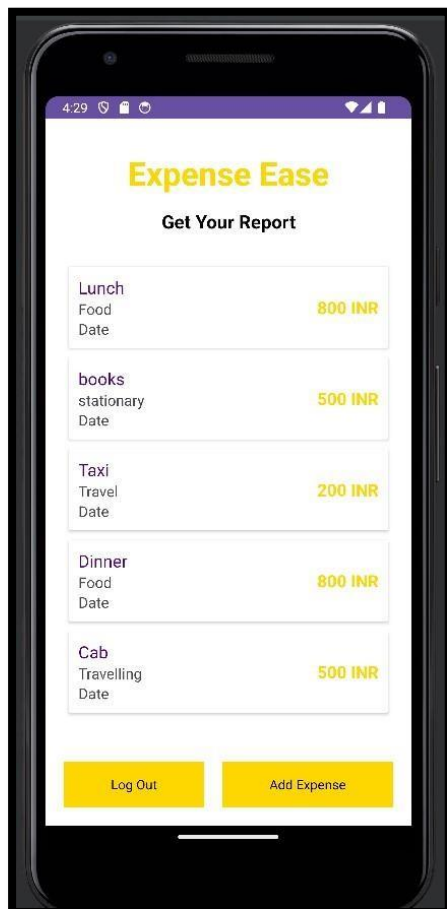 4:29
Expense Ease
Get Your Report
Lunch
Food
Date
800 INR
books
stationary
Date
500 INR
Taxi
Travel
Date
200 INR
Dinner
Food
Date
800 INR
Cab
Travelling
Date
500 INR
Log Out
Add Expense